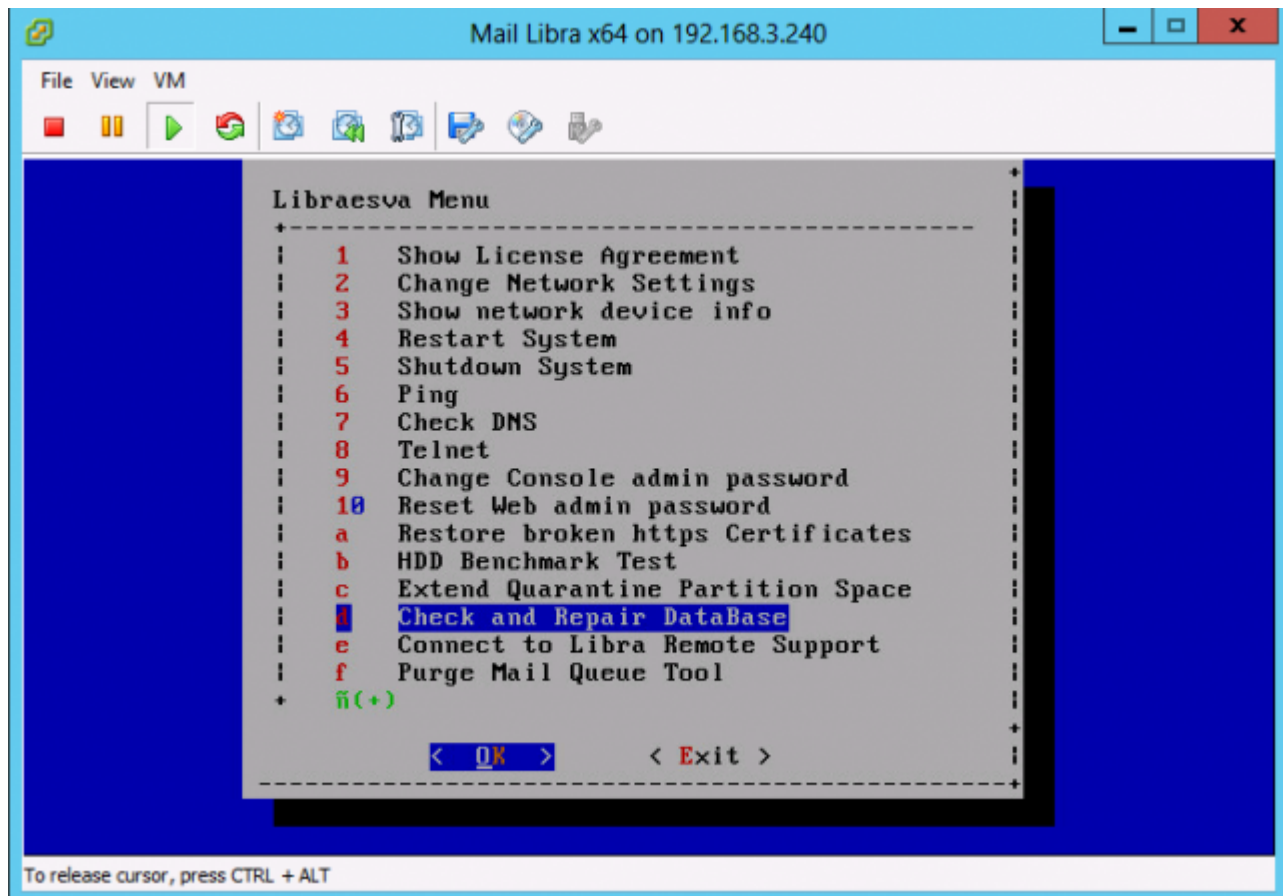 Mail Libra x64 on 192.168.3.240
File View VM
Libraesva Menu
1 Show License Agreement
2 Change Network Settings
3 Show network device info
4 Restart System
5 Shutdown System
6 Ping
7 Check DNS
8 Telnet
9 Change Console admin password
10 Reset Web admin password
a Restore broken https Certificates
b HDD Benchmark Test
c Extend Quarantine Partition Space
d Check and Repair DataBase
e Connect to Libra Remote Support
f Purge Mail Queue Tool
ñ(+)
< OK > < Exit >
To release cursor, press CTRL + ALT